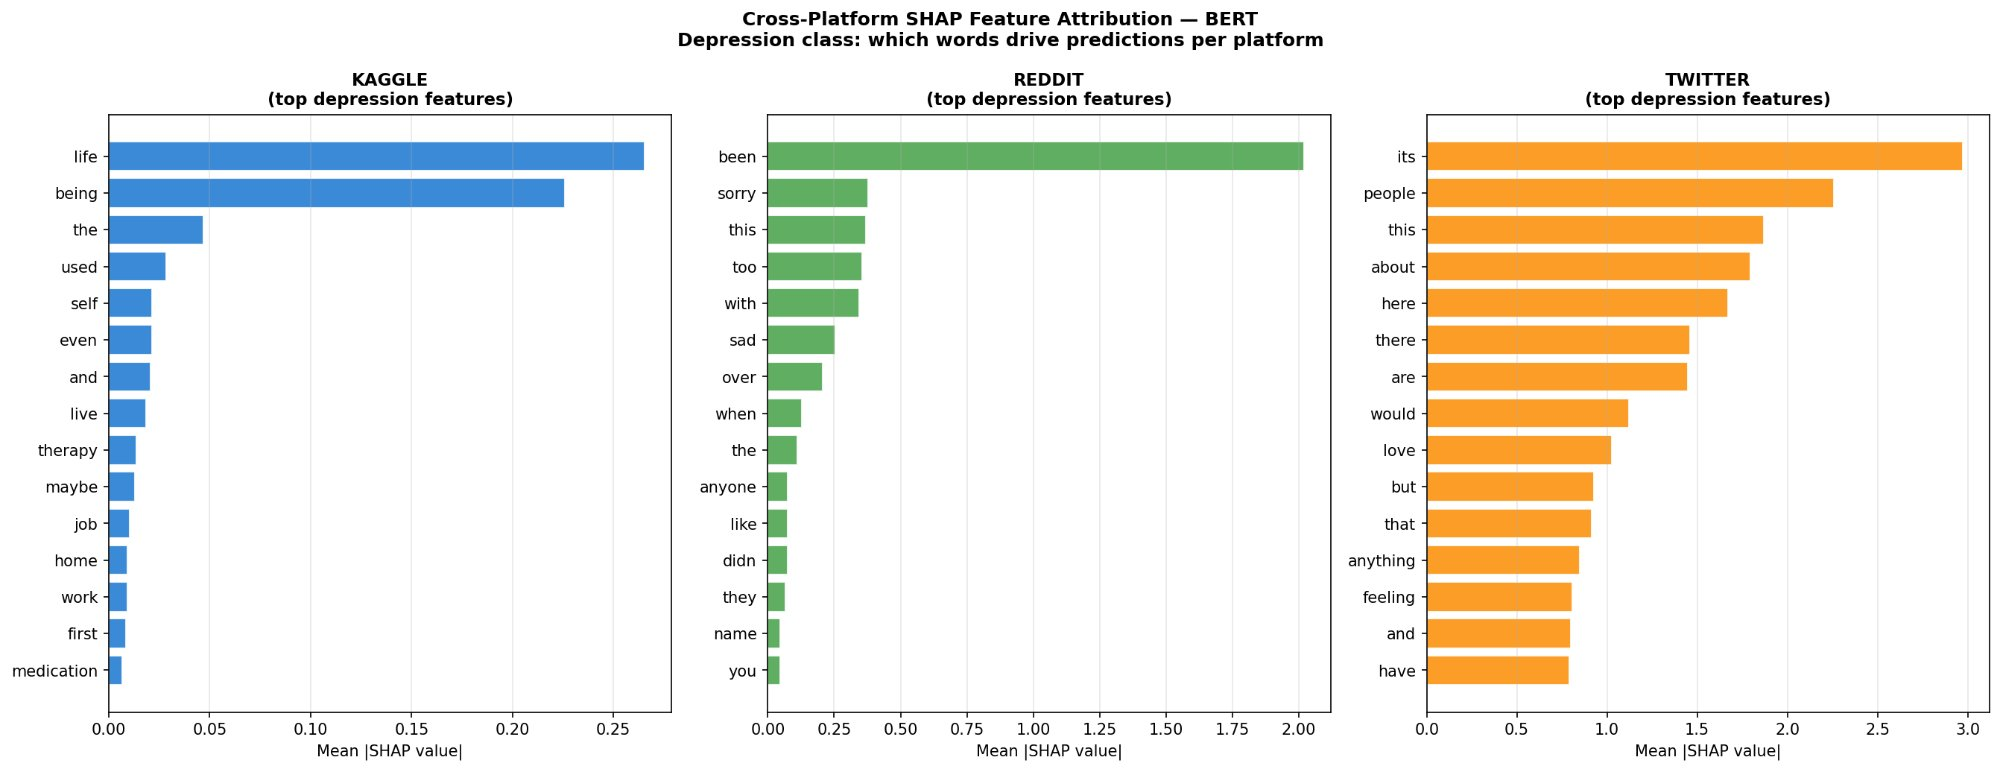 Cross-Platform SHAP Feature Attribution — BERT
Depression class: which words drive predictions per platform
KAGGLE
(top depression features)
life
being
the
used
self
even
and
live
therapy
maybe
job
home
work
first
medication
0.00 0.05 0.10 0.15 0.20 0.25
Mean |SHAP value|
REDDIT
(top depression features)
been
sorry
this
too
with
sad
over
when
the
anyone
like
didn
they
name
you
0.00 0.25 0.50 0.75 1.00 1.25 1.50 1.75 2.00
Mean |SHAP value|
TWITTER
(top depression features)
its
people
this
about
here
there
are
would
love
but
that
anything
feeling
and
have
0.0 0.5 1.0 1.5 2.0 2.5 3.0
Mean |SHAP value|